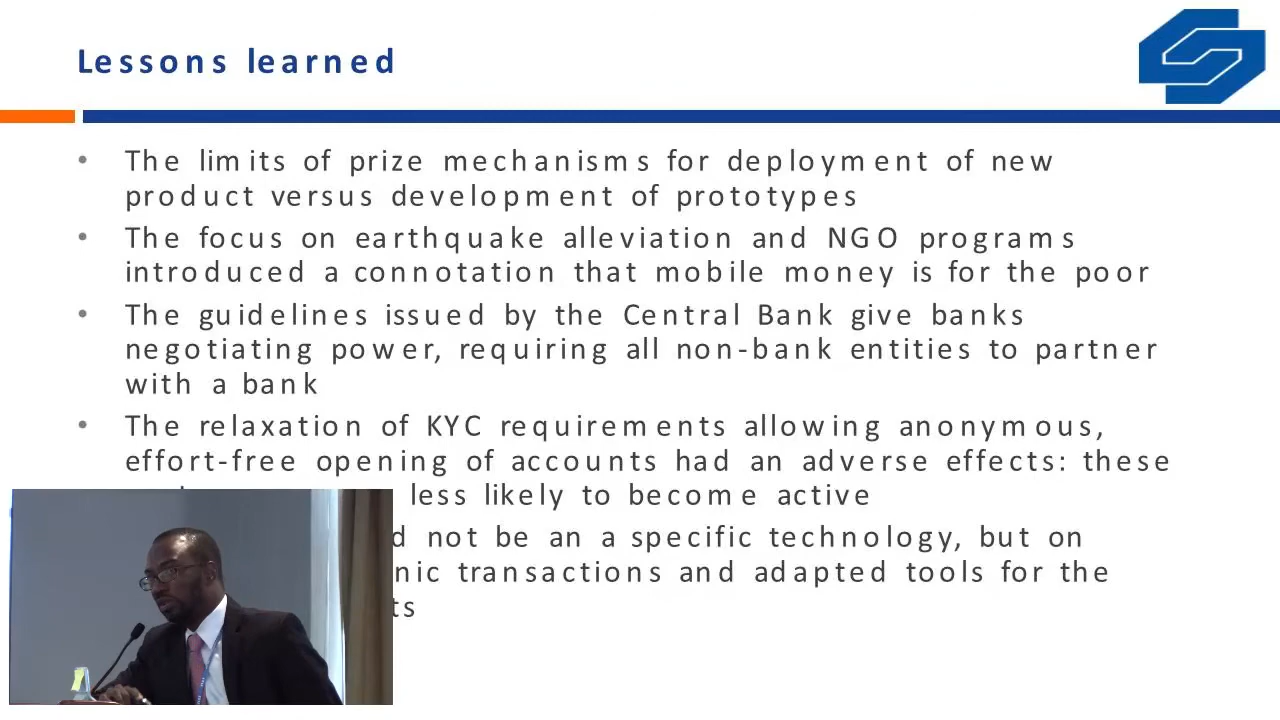 Lessons learned
• The limits of prize mechanisms for deployment of new
product versus development of prototypes
• The focus on earthquake alleviation and NGO programs
introduced a connotation that mobile money is for the poor
• The guidelines issued by the Central Bank give banks
negotiating power, requiring all non-bank entities to partner
with a bank
• The relaxation of KYC requirements allowing anonymous,
effort-free opening of accounts had an adverse effects: these
less likely to become active
not be an a specific technology, but on
transactions and adapted tools for the